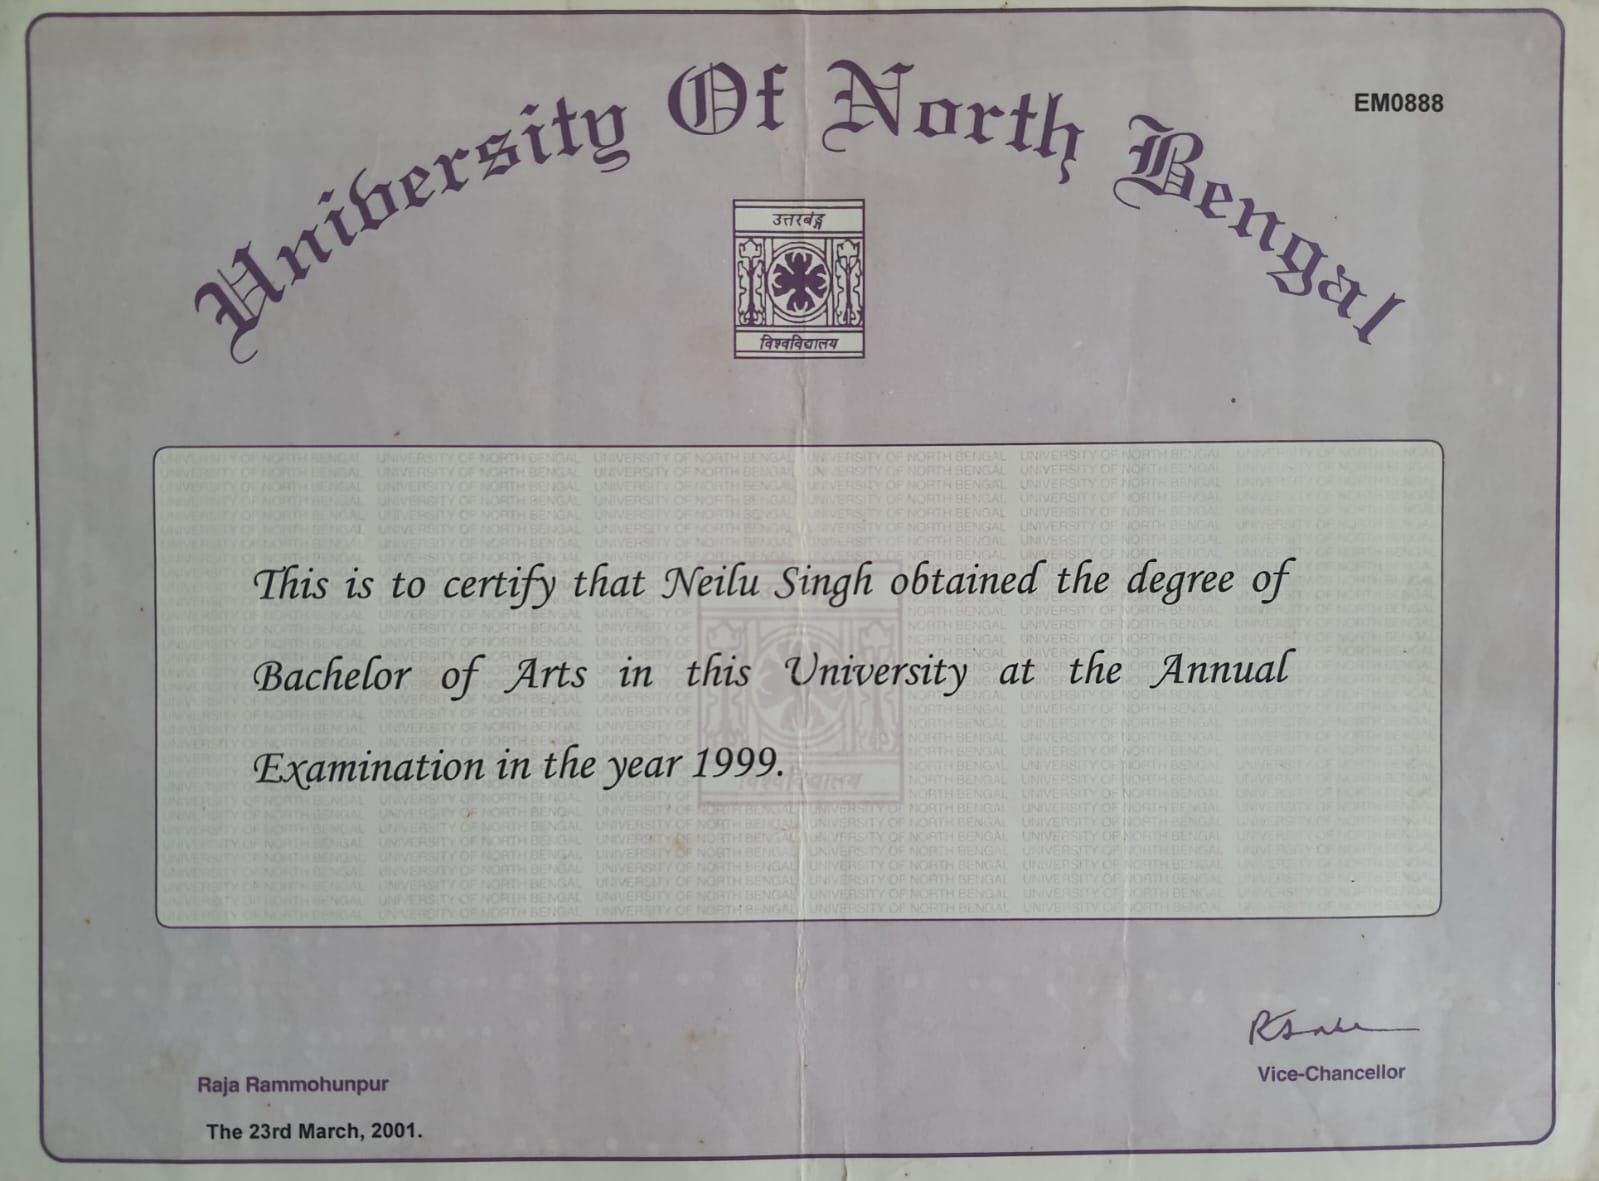 EM0888
University Of North Bengal
उत्तरबंङ्ग
विश्वविद्यालय
This is to certify that Neilu Singh obtained the degree of
Bachelor of Arts in this University at the Annual
Examination in the year 1999.
Vice-Chancellor
Raja Rammohunpur
The 23rd March, 2001.